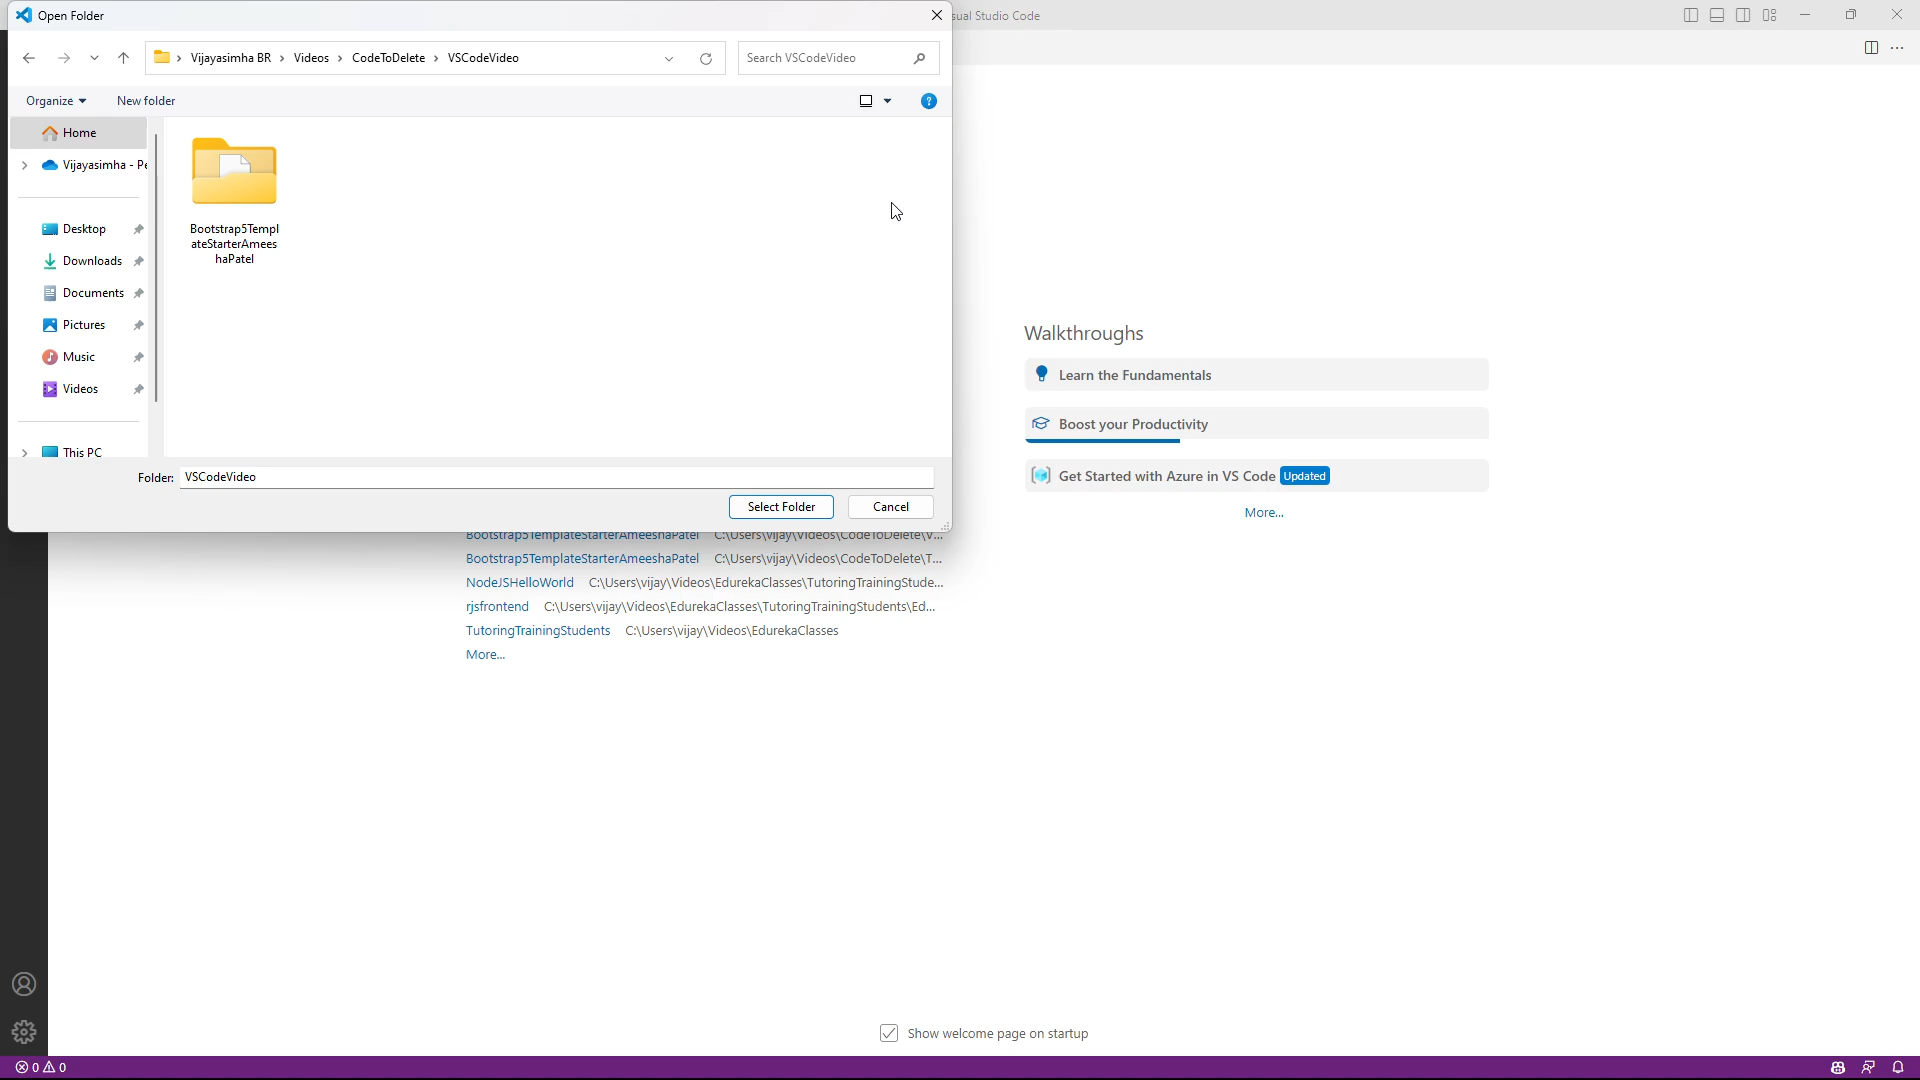 Open Folder
sual Studio Code
Vijayasimha BR > Videos > CodeToDelete > VSCodeVideo
Search VSCodeVideo
Organize
New folder
Home
Vijayasimha - Pe
Desktop
Downloads
Documents
Pictures
Music
Videos
This PC
Bootstrap5Templ
ateStarterAmees
haPatel
Folder:
VSCodeVideo
Select Folder
Cancel
Bootstrap5TemplateStarterAmeeshaPatel C:\Users\vijay\Videos\CodeToDelete\V...
Bootstrap5TemplateStarterAmeeshaPatel C:\Users\vijay\Videos\CodeToDelete\T...
NodeJSHelloWorld C:\Users\vijay\Videos\EdurekaClasses\TutoringTrainingStude...
rjsfrontend C:\Users\vijay\Videos\EdurekaClasses\TutoringTrainingStudents\Ed...
TutoringTrainingStudents C:\Users\vijay\Videos\EdurekaClasses
More...
Walkthroughs
Learn the Fundamentals
Boost your Productivity
Get Started with Azure in VS Code Updated
More...
Show welcome page on startup
0 0